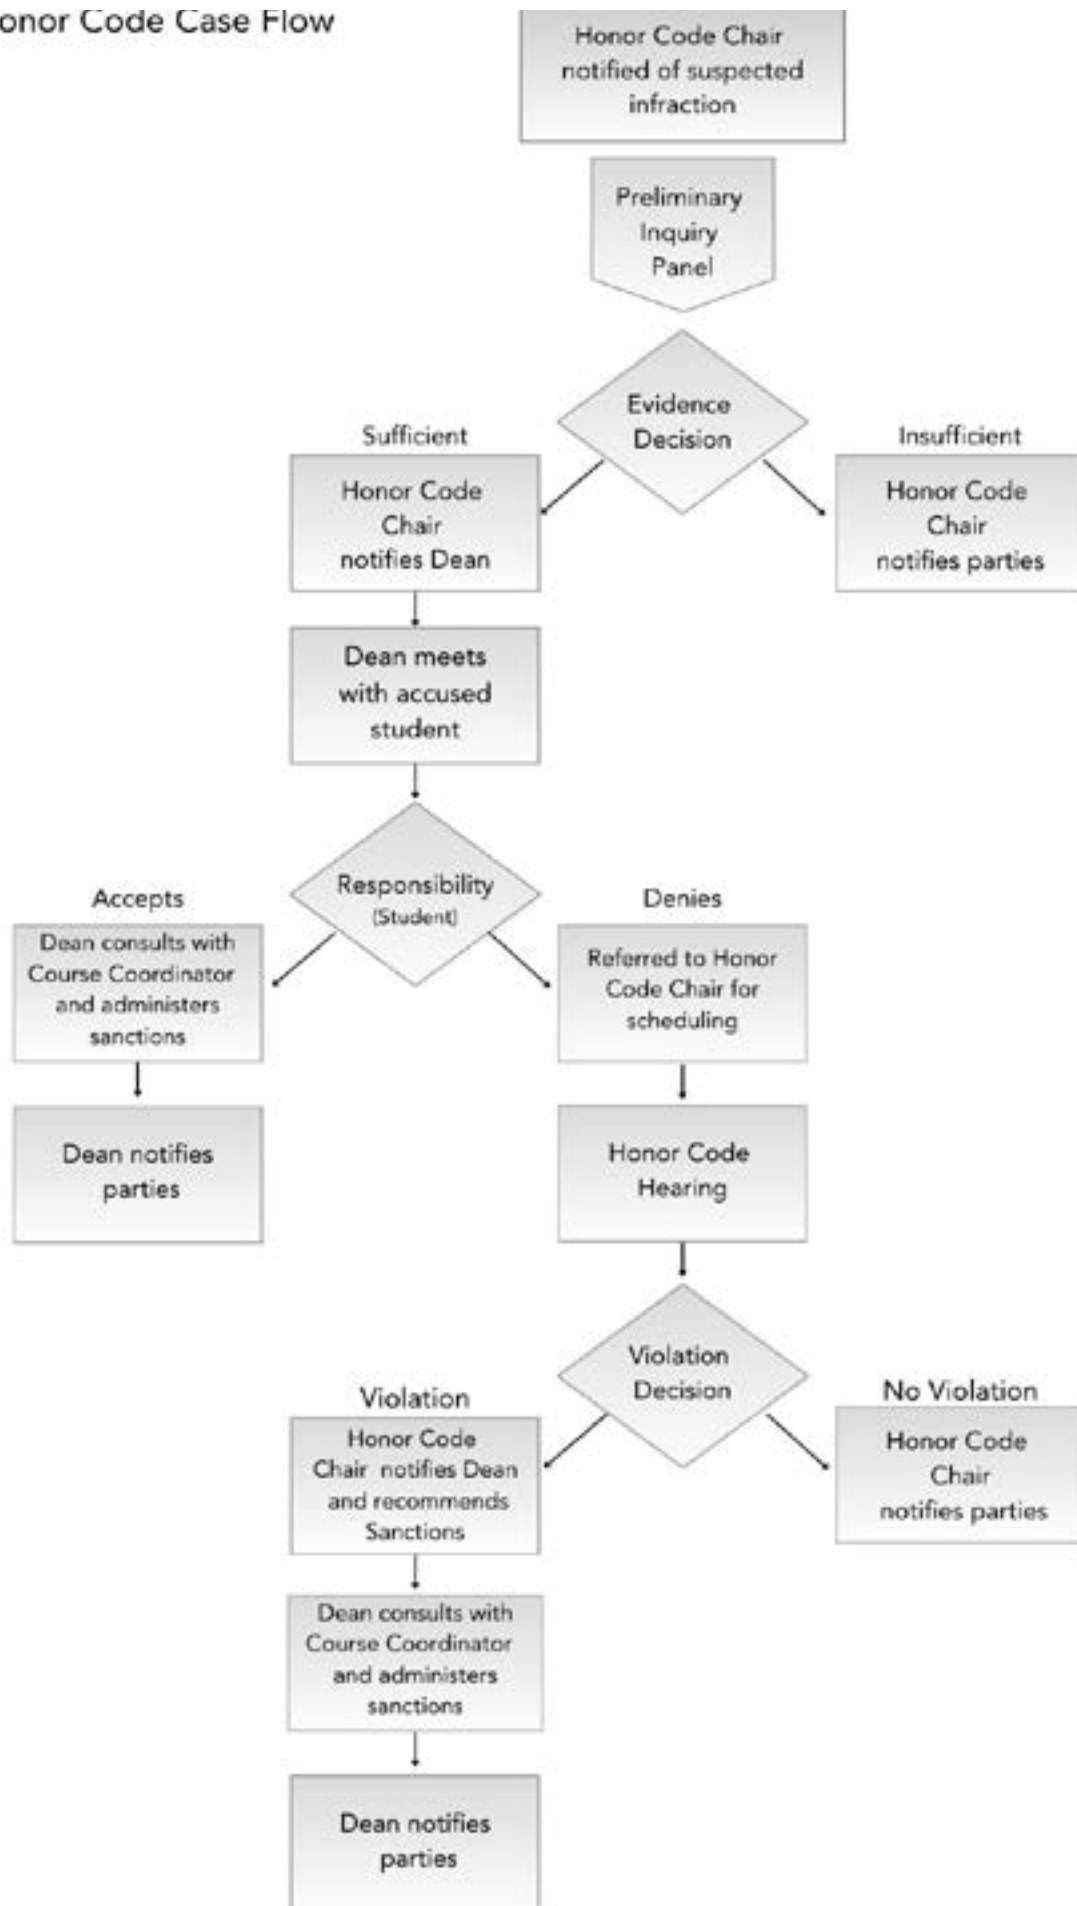 onor Code Case Flow
Honor Code Chair
notified of suspected
infraction
Preliminary
Inquiry
Panel
Evidence
Decision
Sufficient
Insufficient
Honor Code
Chair
notifies Dean
Honor Code
Chair
notifies parties
Dean meets
with accused
student
Responsibility
(Student)
Accepts
Denies
Dean consults with
Course Coordinator
and administers
sanctions
Referred to Honor
Code Chair for
scheduling
Dean notifies
parties
Honor Code
Hearing
Violation
Decision
Violation
No Violation
Honor Code
Chair notifies Dean
and recommends
Sanctions
Honor Code
Chair
notifies parties
Dean consults with
Course Coordinator
and administers
sanctions
Dean notifies
parties